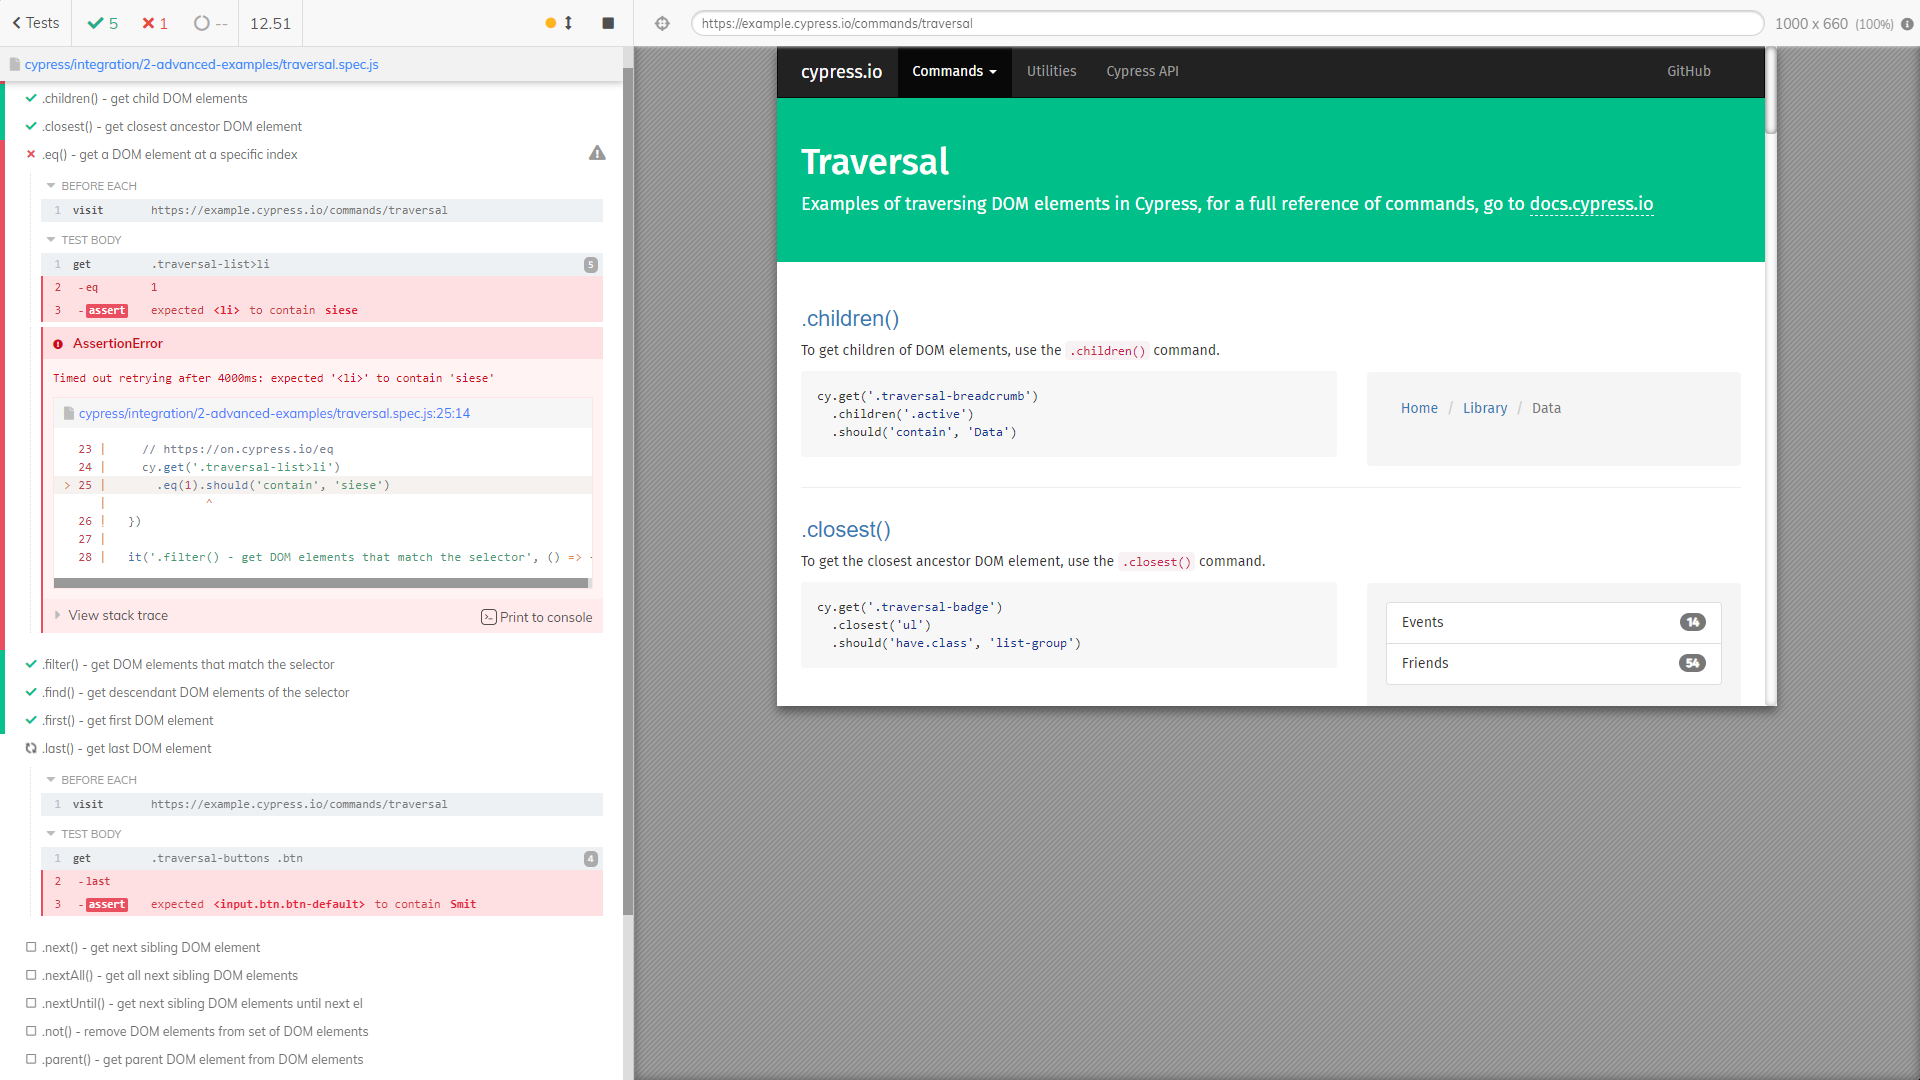 Tests
5
1
--
12.51
cypress/integration/2-advanced-examples/traversal.spec.js
.children() - get child DOM elements
.closest() - get closest ancestor DOM element
.eq() - get a DOM element at a specific index
BEFORE EACH
1 visit https://example.cypress.io/commands/traversal
TEST BODY
1 get .traversal-list>li 5
2 -eq 1
3 -assert expected <li> to contain siese
AssertionError
Timed out retrying after 4000ms: expected '<li>' to contain 'siese'
cypress/integration/2-advanced-examples/traversal.spec.js:25:14
23 | // https://on.cypress.io/eq
24 | cy.get('.traversal-list>li')
> 25 | .eq(1).should('contain', 'siese')
| ^
26 | })
27 |
28 | it('.filter() - get DOM elements that match the selector', () =>
View stack trace
Print to console
.filter() - get DOM elements that match the selector
.find() - get descendant DOM elements of the selector
.first() - get first DOM element
.last() - get last DOM element
BEFORE EACH
1 visit https://example.cypress.io/commands/traversal
TEST BODY
1 get .traversal-buttons .btn 4
2 -last
3 -assert expected <input.btn.btn-default> to contain Smit
.next() - get next sibling DOM element
.nextAll() - get all next sibling DOM elements
.nextUntil() - get next sibling DOM elements until next el
.not() - remove DOM elements from set of DOM elements
.parent() - get parent DOM element from DOM elements
https://example.cypress.io/commands/traversal
1000 x 660 (100%)
cypress.io Commands Utilities Cypress API GitHub
Traversal
Examples of traversing DOM elements in Cypress, for a full reference of commands, go to docs.cypress.io
.children()
To get children of DOM elements, use the .children() command.
cy.get('.traversal-breadcrumb')
.children('.active')
.should('contain', 'Data')
Home / Library / Data
.closest()
To get the closest ancestor DOM element, use the .closest() command.
cy.get('.traversal-badge')
.closest('ul')
.should('have.class', 'list-group')
Events 14
Friends 54